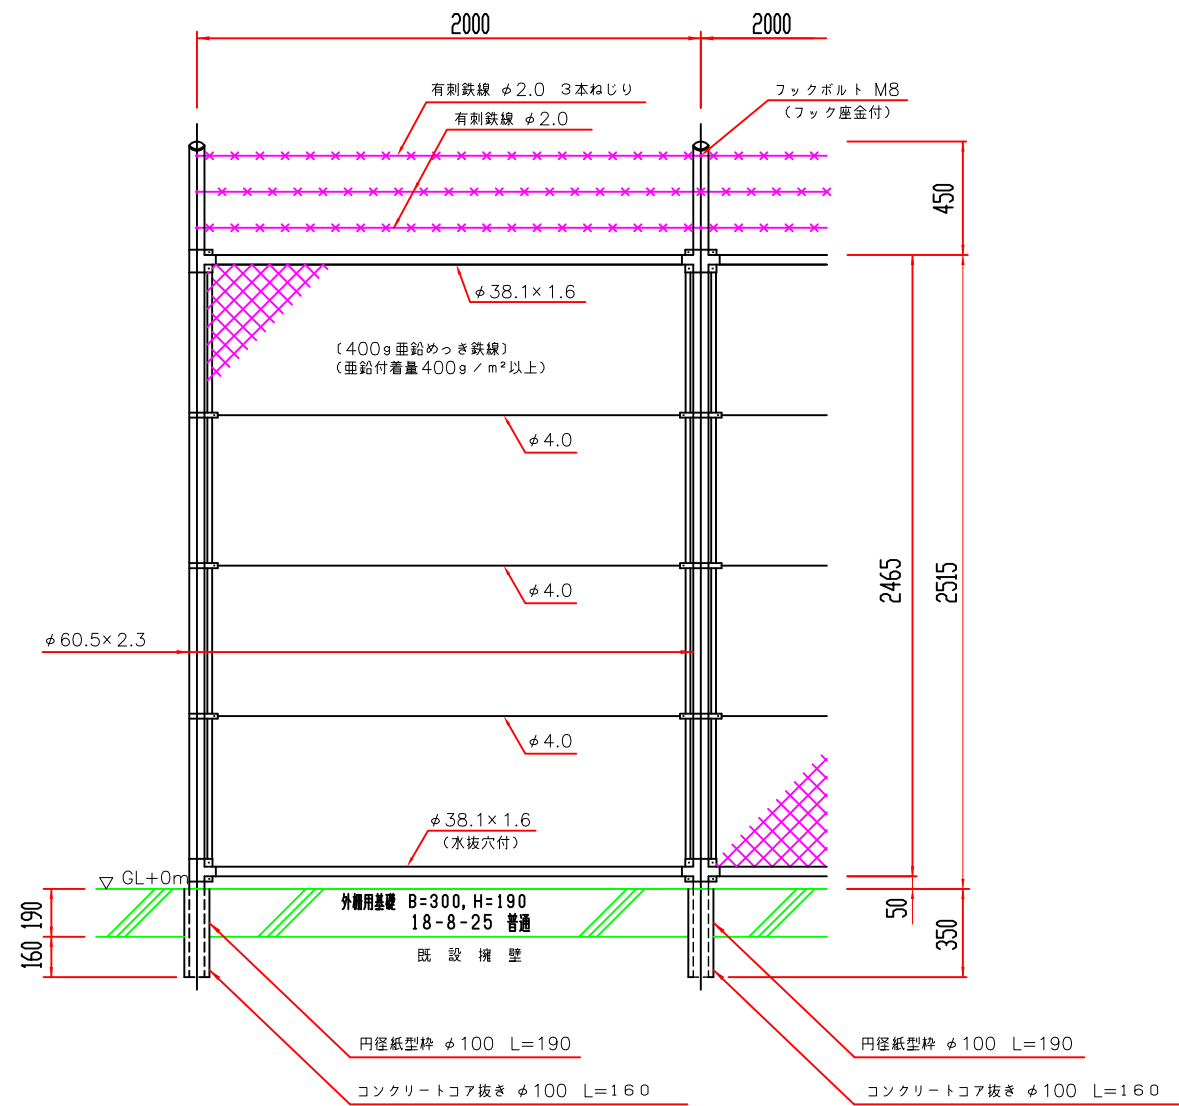 2000
2000
有刺鉄線 φ2.0 3本ねじり
有刺鉄線 φ2.0
フックボルト M8
(フック座金付)
450
φ38.1×1.6
〔400g亜鉛めっき鉄線〕
(亜鉛付着量400g/m²以上)
φ4.0
φ4.0
2465
2515
φ60.5×2.3
φ4.0
φ38.1×1.6
(水抜穴付)
GL+0m
外柵用基礎 B=300, H=190
18-8-25 普通
既設擁壁
190
160
50
350
円径紙型枠 φ100 L=190
円径紙型枠 φ100 L=190
コンクリートコア抜き φ100 L=160
コンクリートコア抜き φ100 L=160